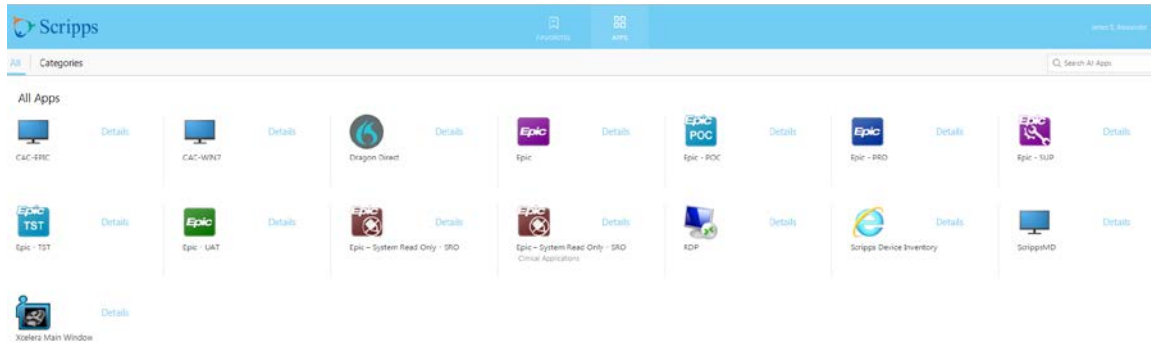 Scripps
FAVORITES
APPS
All Categories
Search All Apps
All Apps
Details Details Details Details Details Details Details
CAC-EPIC CAC-WIN7 Dragon Direct Epic Epic - POC Epic - PRD Epic - SUP
Epic POC Epic Epic
Details Details Details Details Details Details Details
Epic TST Epic Epic Epic
Epic - TST Epic - UAT Epic – System Read Only - SRO Epic – System Read Only - SRO RDP Scripps Device Inventory ScrippsMD
Clinical Applications
Details
Xcelera Main Window